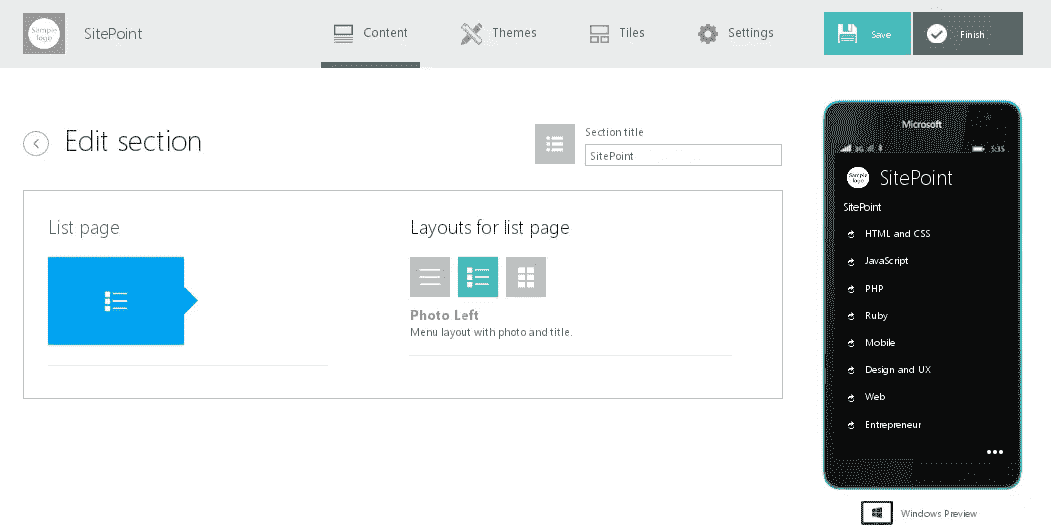 Sample logo
SitePoint
Content
Themes
Tiles
Settings
Save
Finish
Edit section
Section title
SitePoint
List page
Layouts for list page
Photo Left
Menu layout with photo and title.
Microsoft
3G
5:35
Sample logo
SitePoint
SitePoint
HTML and CSS
JavaScript
PHP
Ruby
Mobile
Design and UX
Web
Entrepreneur
Windows Preview